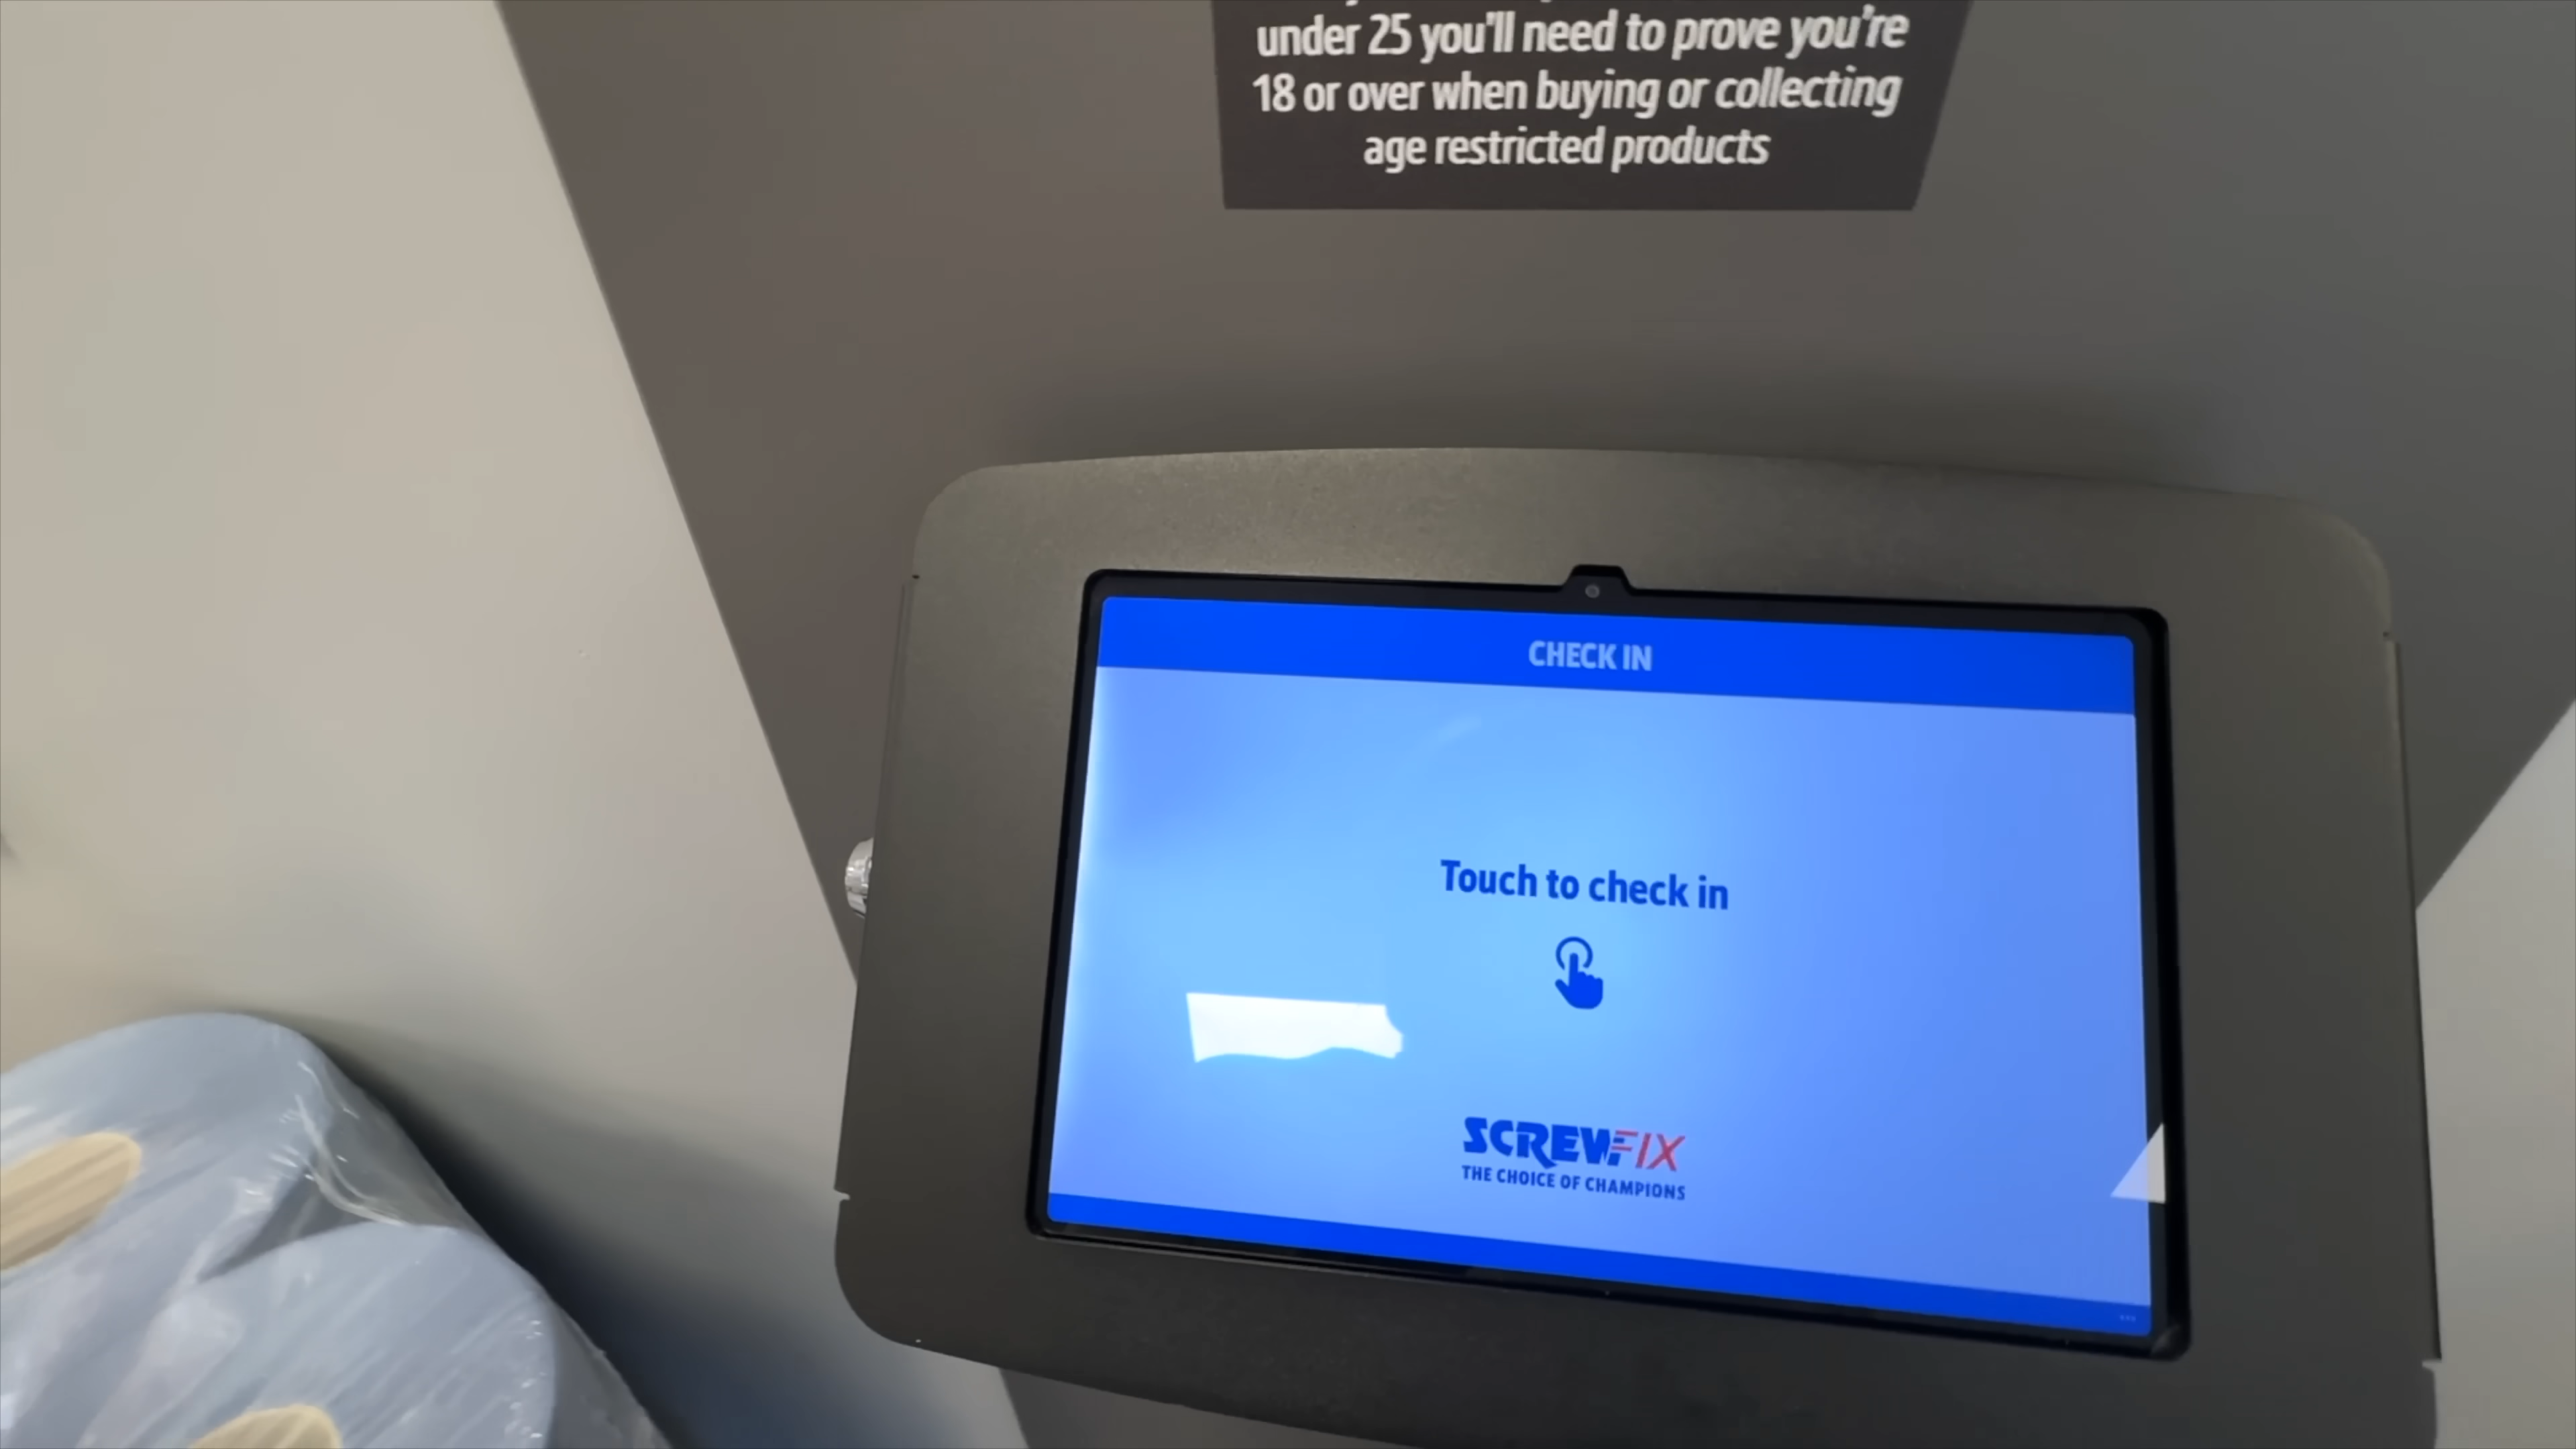 under 25 you'll need to prove you're
18 or over when buying or collecting
age restricted products
CHECK IN
Touch to check in
SCREWFIX
THE CHOICE OF CHAMPIONS